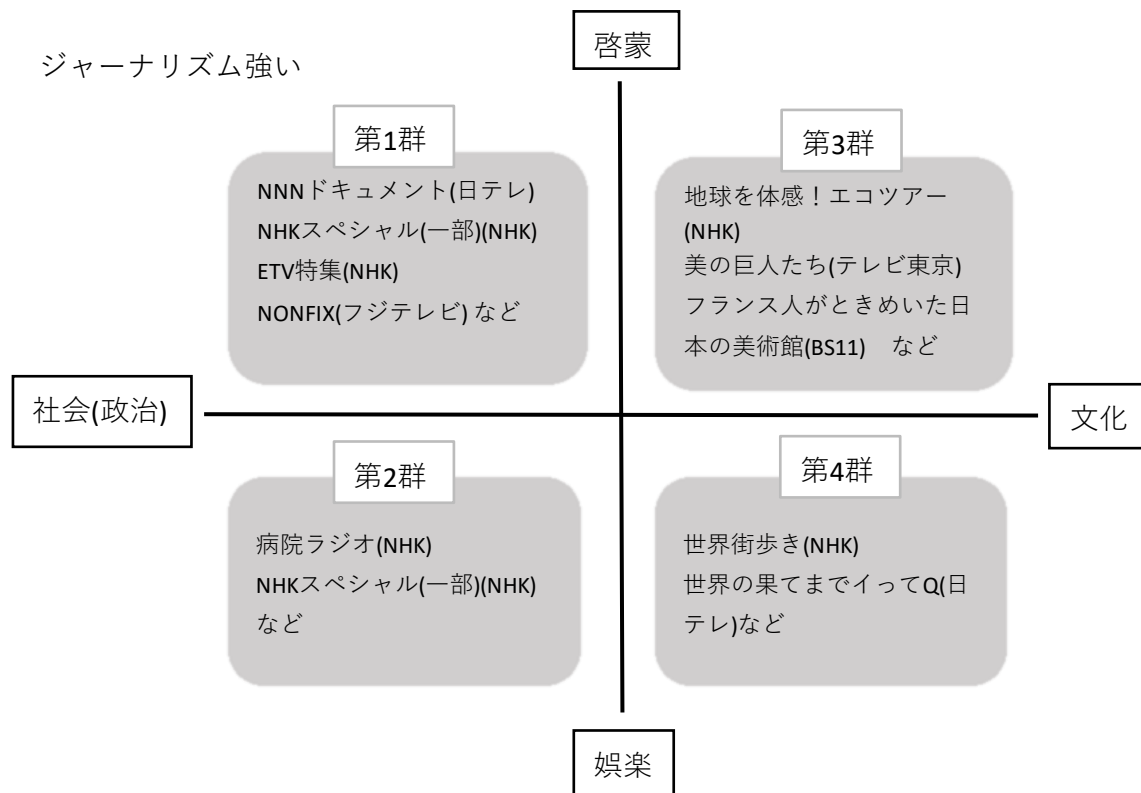 啓蒙
ジャーナリズム強い
第1群
NNNドキュメント(日テレ)
NHKスペシャル(一部)(NHK)
ETV特集(NHK)
NONFIX(フジテレビ) など
第3群
地球を体感！エコツアー
(NHK)
美の巨人たち(テレビ東京)
フランス人がときめいた日
本の美術館(BS11)　など
社会(政治)
文化
第2群
病院ラジオ(NHK)
NHKスペシャル(一部)(NHK)
など
第4群
世界街歩き(NHK)
世界の果てまでイってQ(日
テレ)など
娯楽